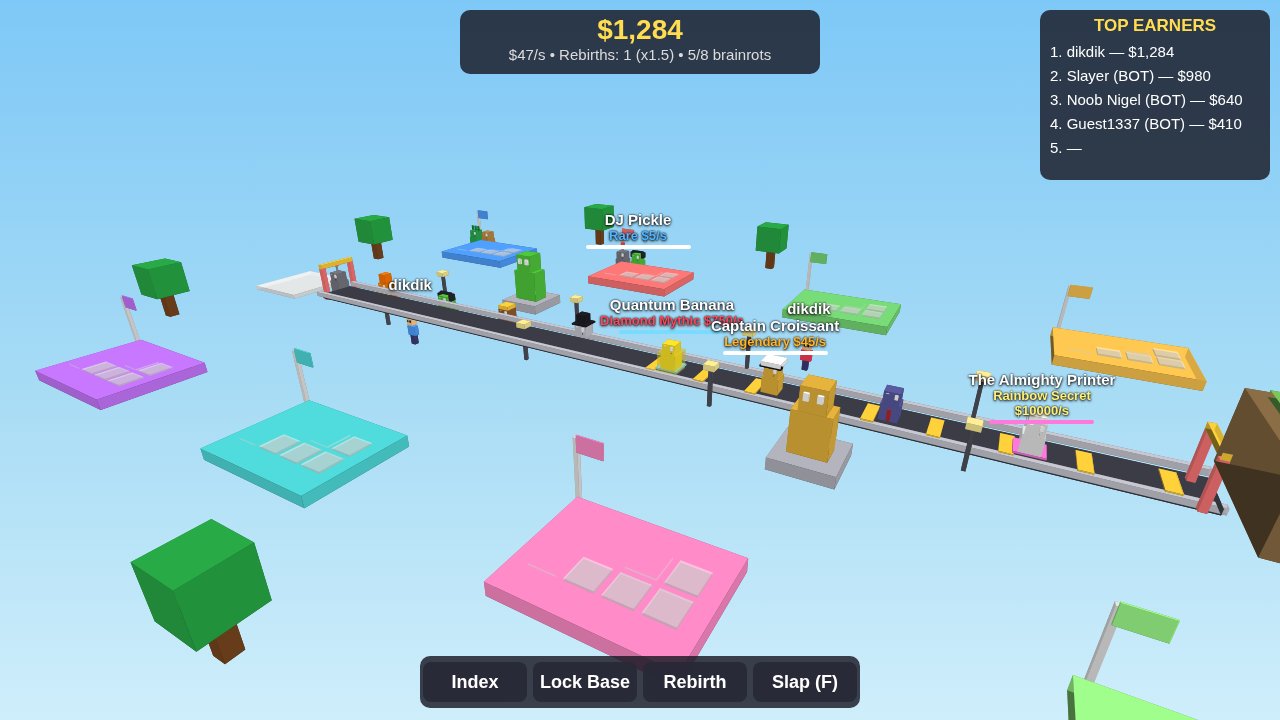 $1,284
$47/s • Rebirths: 1 (x1.5) • 5/8 brainrots
TOP EARNERS
1. dikdik — $1,284
2. Slayer (BOT) — $980
3. Noob Nigel (BOT) — $640
4. Guest1337 (BOT) — $410
5. —
DJ Pickle
Rare $5/s
dikdik
Quantum Banana
Diamond Mythic
dikdik
Captain Croissant
Legendary $45/s
The Almighty Printer
Rainbow Secret
$10000/s
Index
Lock Base
Rebirth
Slap (F)